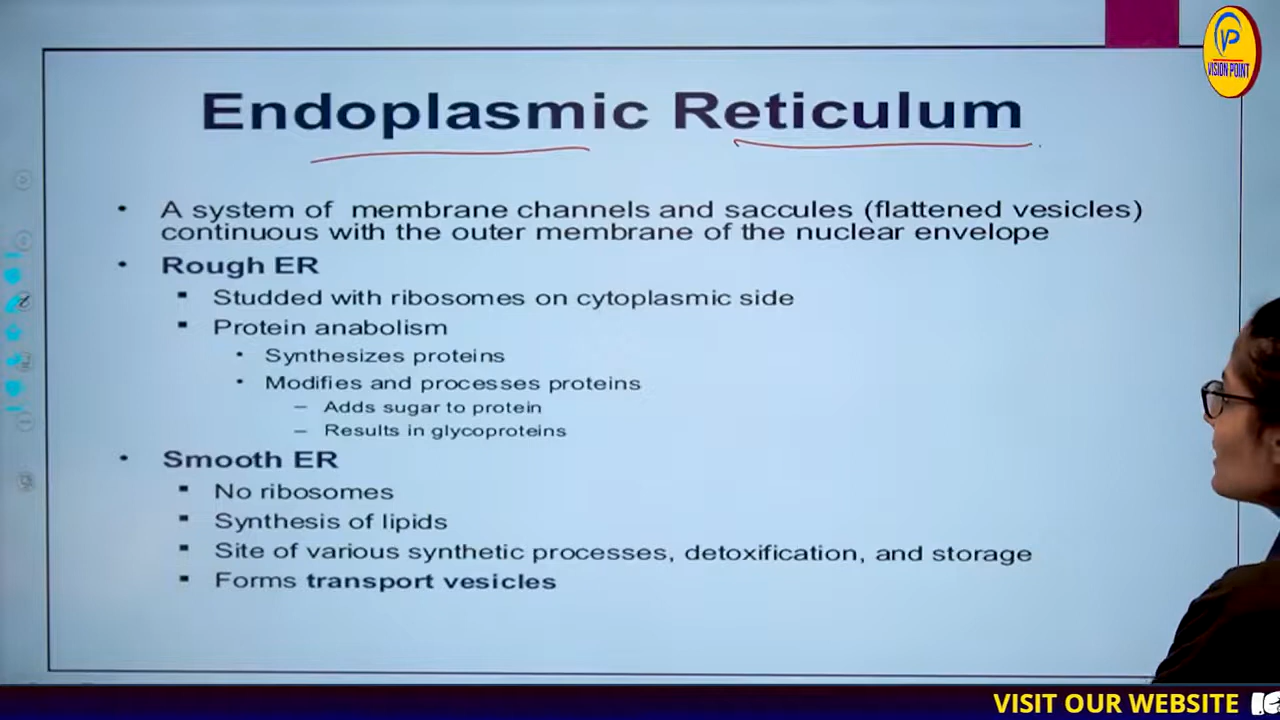 VP
VISION POINT
Endoplasmic Reticulum
• A system of membrane channels and saccules (flattened vesicles)
continuous with the outer membrane of the nuclear envelope
• Rough ER
▪ Studded with ribosomes on cytoplasmic side
▪ Protein anabolism
• Synthesizes proteins
• Modifies and processes proteins
– Adds sugar to protein
– Results in glycoproteins
• Smooth ER
▪ No ribosomes
▪ Synthesis of lipids
▪ Site of various synthetic processes, detoxification, and storage
▪ Forms transport vesicles
VISIT OUR WEBSITE